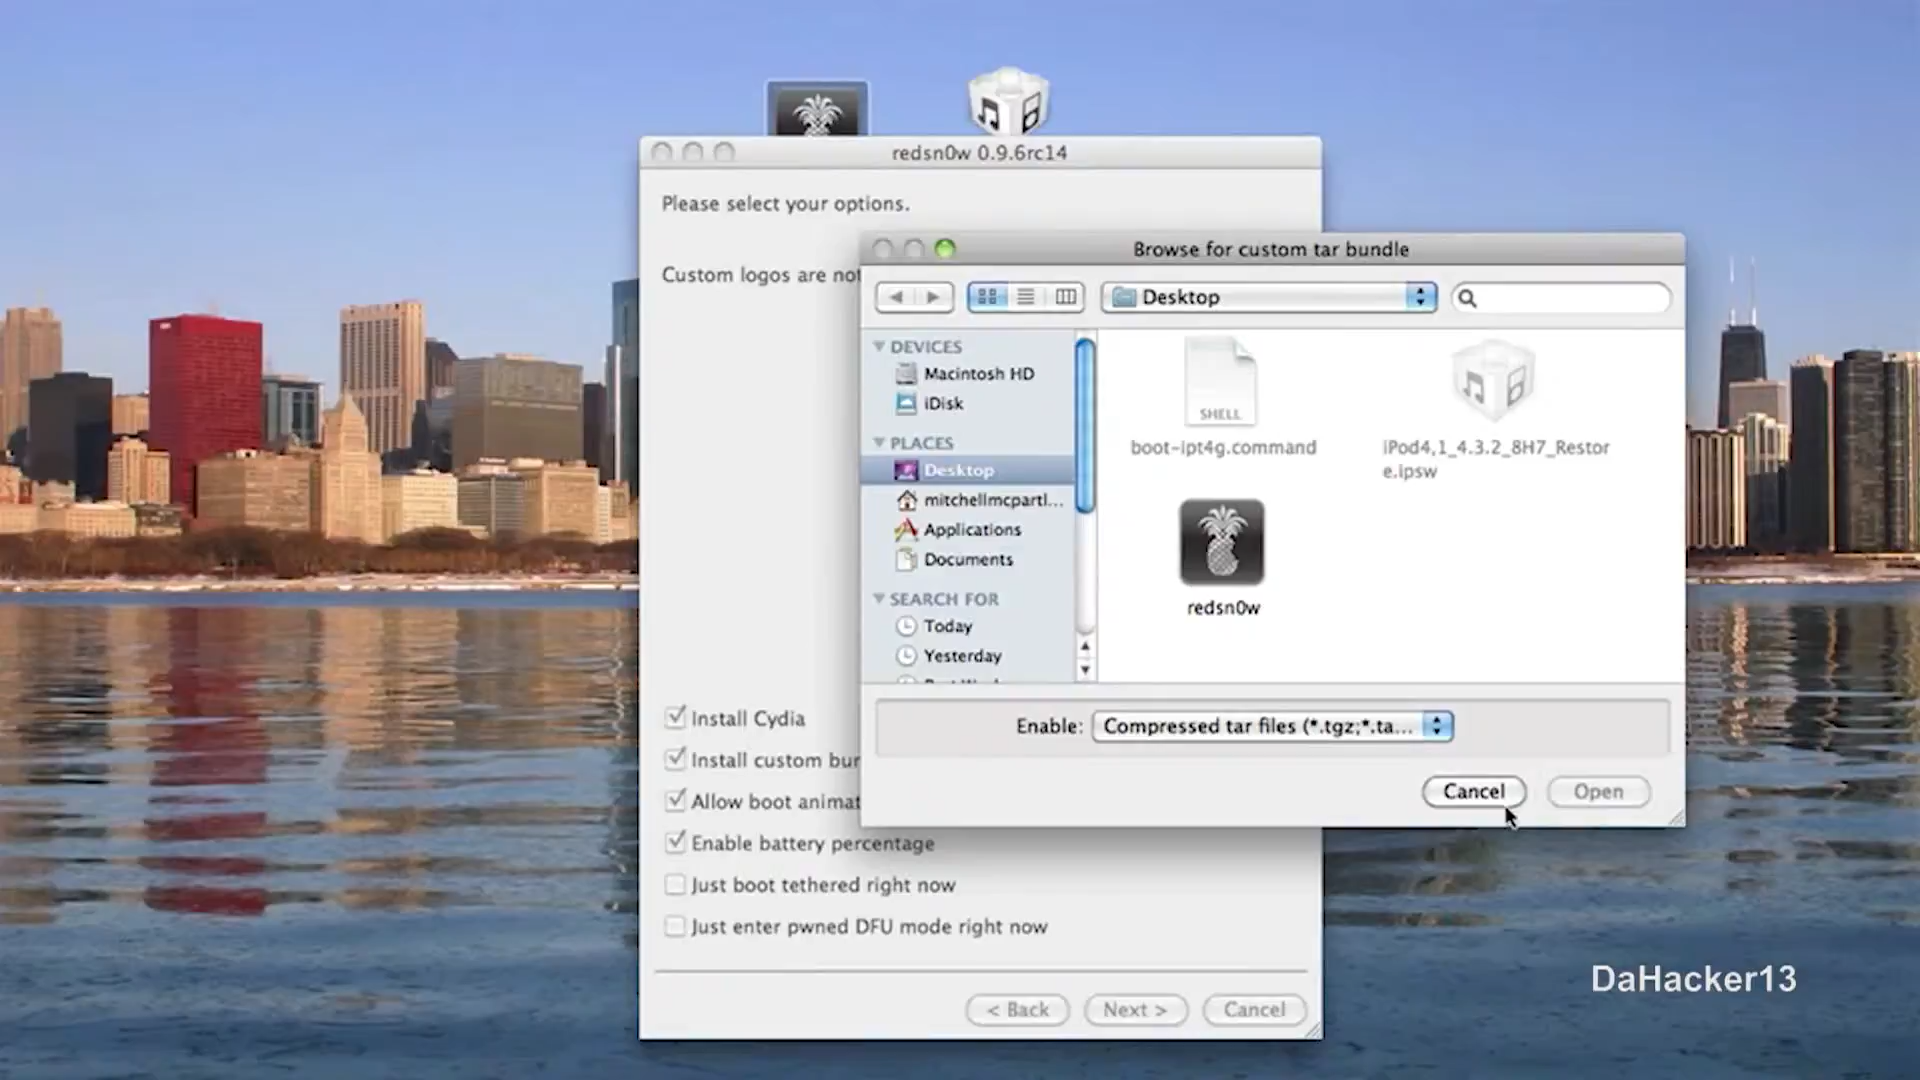 redsn0w 0.9.6rc14
Please select your options.
Custom logos are not
Browse for custom tar bundle
Desktop
DEVICES
Macintosh HD
iDisk
PLACES
Desktop
mitchellmcpartl...
Applications
Documents
SEARCH FOR
Today
Yesterday
SHELL
boot-ipt4g.command
iPod4,1_4.3.2_8H7_Restor
e.ipsw
redsn0w
Enable: Compressed tar files (*.tgz;*.ta...
Cancel Open
Install Cydia
Install custom bun
Allow boot animat
Enable battery percentage
Just boot tethered right now
Just enter pwned DFU mode right now
< Back Next > Cancel
DaHacker13